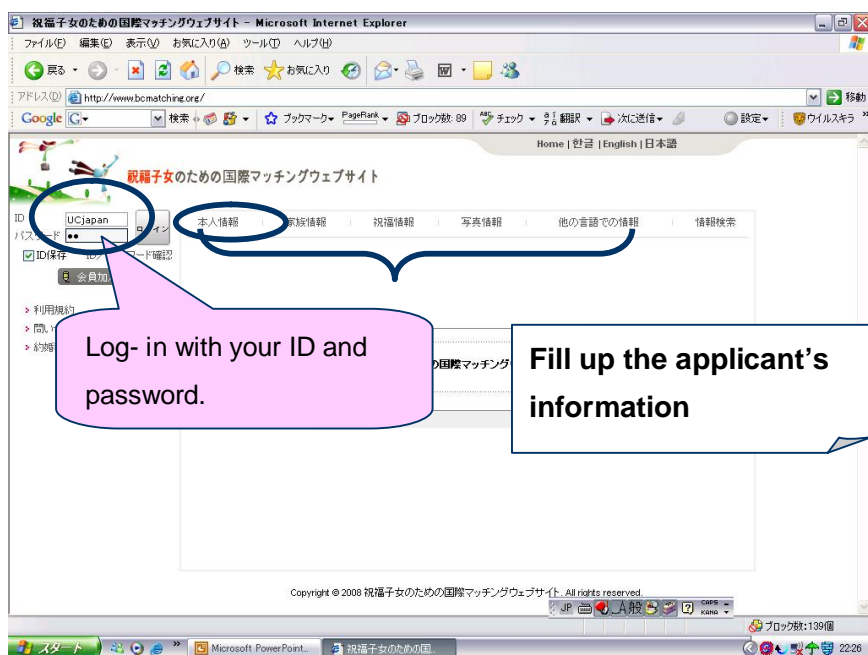 祝福子女のための国際マッチングウェブサイト - Microsoft Internet Explorer
ファイル(F) 編集(E) 表示(V) お気に入り(A) ツール(T) ヘルプ(H)
戻る 検索 お気に入り
アドレス(D) http://www.bcmatching.org/ 移動
Google G 検索 ブックマーク PageRank ブロック数: 89 チェック 翻訳 次に送信 設定 ウイルスキラ
Home | 한글 | English | 日本語
祝福子女のための国際マッチングウェブサイト
ID UCjapan
本人情報 家族情報 祝福情報 写真情報 他の言語での情報 情報検索
ID保存
利用規約
Log- in with your ID and
password.
の国際マッチング
Fill up the applicant's
information
Copyright © 2008 祝福子女のための国際マッチングウェブサイト. All rights reserved.
JP A般 CAPS
KANA
ブロック数:139個
スタート Microsoft PowerPoint... 祝福子女のための国... 22:26